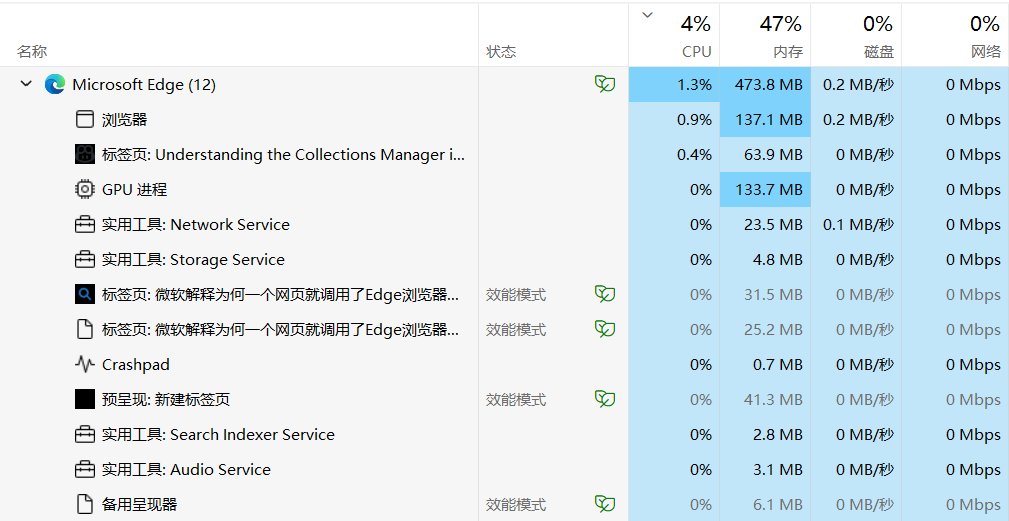 4% 47% 0% 0%
名称 状态 CPU 内存 磁盘 网络
Microsoft Edge (12) 1.3% 473.8 MB 0.2 MB/秒 0 Mbps
浏览器 0.9% 137.1 MB 0.2 MB/秒 0 Mbps
标签页: Understanding the Collections Manager i... 0.4% 63.9 MB 0 MB/秒 0 Mbps
GPU 进程 0% 133.7 MB 0 MB/秒 0 Mbps
实用工具: Network Service 0% 23.5 MB 0.1 MB/秒 0 Mbps
实用工具: Storage Service 0% 4.8 MB 0 MB/秒 0 Mbps
标签页: 微软解释为何一个网页就调用了Edge浏览器... 效能模式 0% 31.5 MB 0 MB/秒 0 Mbps
标签页: 微软解释为何一个网页就调用了Edge浏览器... 效能模式 0% 25.2 MB 0 MB/秒 0 Mbps
Crashpad 0% 0.7 MB 0 MB/秒 0 Mbps
预呈现: 新建标签页 效能模式 0% 41.3 MB 0 MB/秒 0 Mbps
实用工具: Search Indexer Service 0% 2.8 MB 0 MB/秒 0 Mbps
实用工具: Audio Service 0% 3.1 MB 0 MB/秒 0 Mbps
备用呈现器 效能模式 0% 6.1 MB 0 MB/秒 0 Mbps